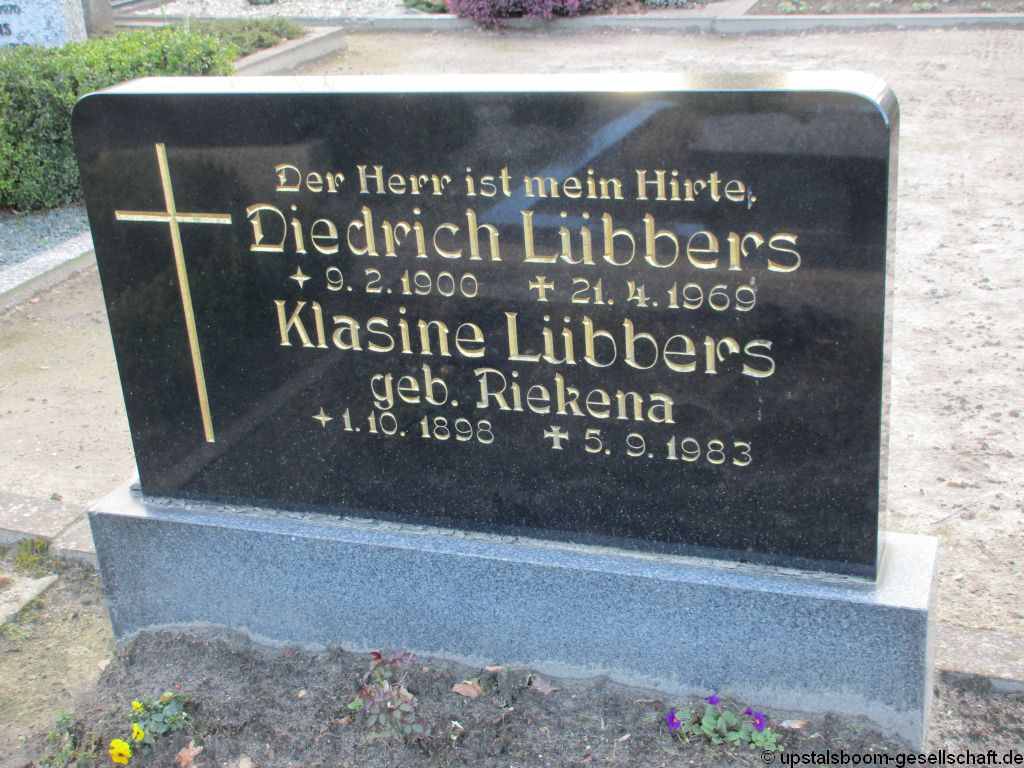 Der Herr ist mein Hirte.
Diedrich Lübbers
✦ 9. 2. 1900 ✝ 21. 4. 1969
Klasine Lübbers
geb. Riekena
✦ 1. 10. 1898 ✝ 5. 9. 1983
© upstalsboom-gesellschaft.de